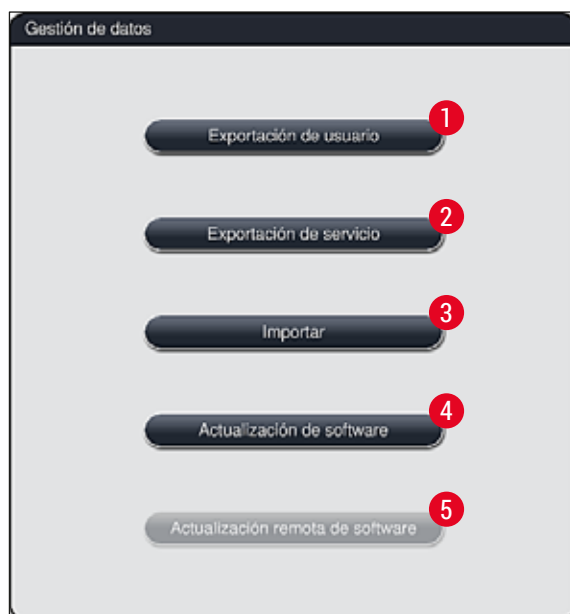 Gestión de datos
1
Exportación de usuario
2
Exportación de servicio
3
Importar
4
Actualización de software
5
Actualización remota de software